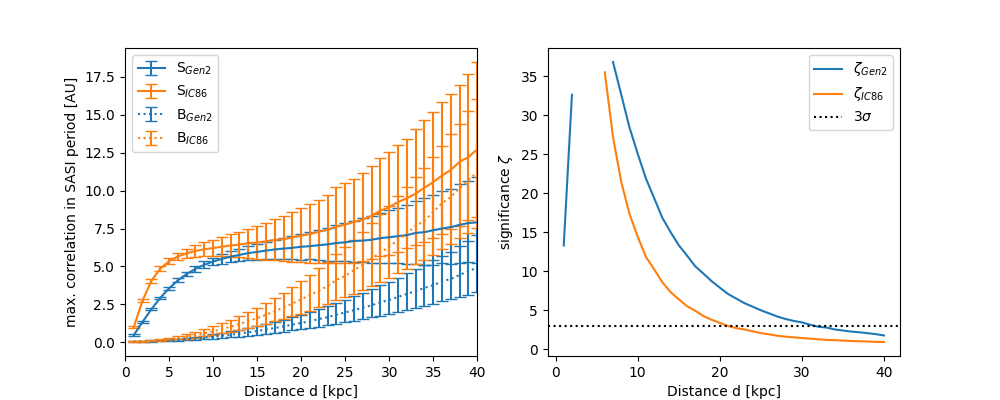 max. correlation in SASI period [AU]
17.5
15.0
12.5
10.0
7.5
5.0
2.5
0.0
S_Gen2
S_IC86
B_Gen2
B_IC86
0 5 10 15 20 25 30 35 40
Distance d [kpc]
significance ζ
35
30
25
20
15
10
5
0
ζ_Gen2
ζ_IC86
3σ
0 10 20 30 40
Distance d [kpc]